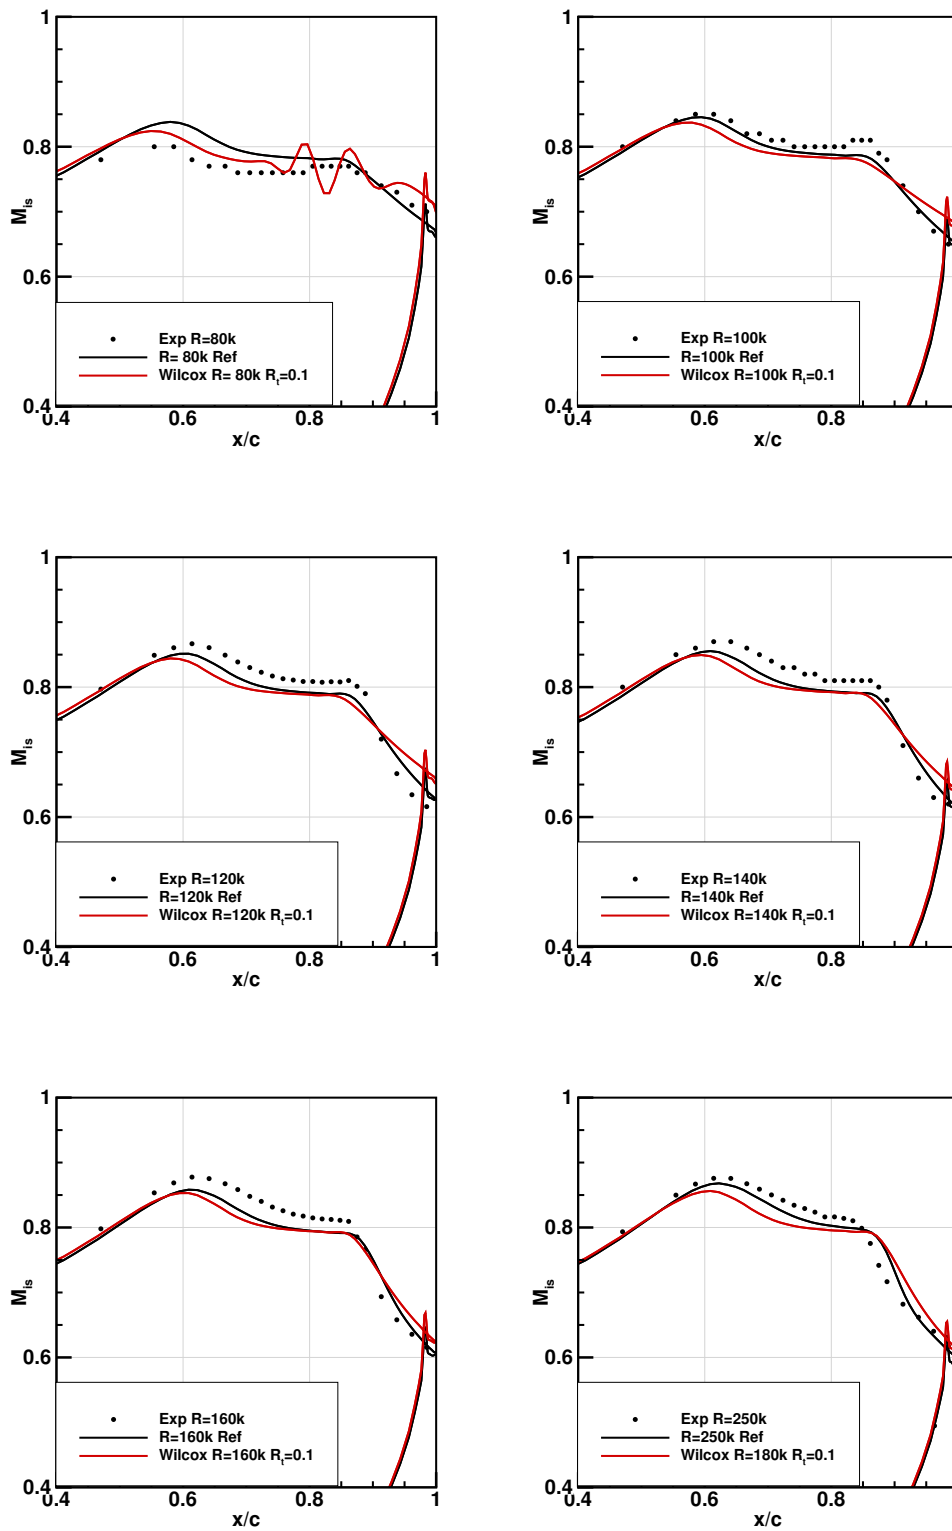 1
1
0.8
0.8
M_is
M_is
0.6
0.6
Exp R=80k
R= 80k Ref
Wilcox R= 80k R_t=0.1
Exp R=100k
R=100k Ref
Wilcox R=100k R_t=0.1
0.4
0.4
0.4 0.6 0.8 1
0.4 0.6 0.8
x/c
x/c
1
1
0.8
0.8
M_is
M_is
0.6
0.6
Exp R=120k
R=120k Ref
Wilcox R=120k R_t=0.1
Exp R=140k
R=140k Ref
Wilcox R=140k R_t=0.1
0.4
0.4
0.4 0.6 0.8 1
0.4 0.6 0.8
x/c
x/c
1
1
0.8
0.8
M_is
M_is
0.6
0.6
Exp R=160k
R=160k Ref
Wilcox R=160k R_t=0.1
Exp R=250k
R=250k Ref
Wilcox R=180k R_t=0.1
0.4
0.4
0.4 0.6 0.8 1
0.4 0.6 0.8
x/c
x/c